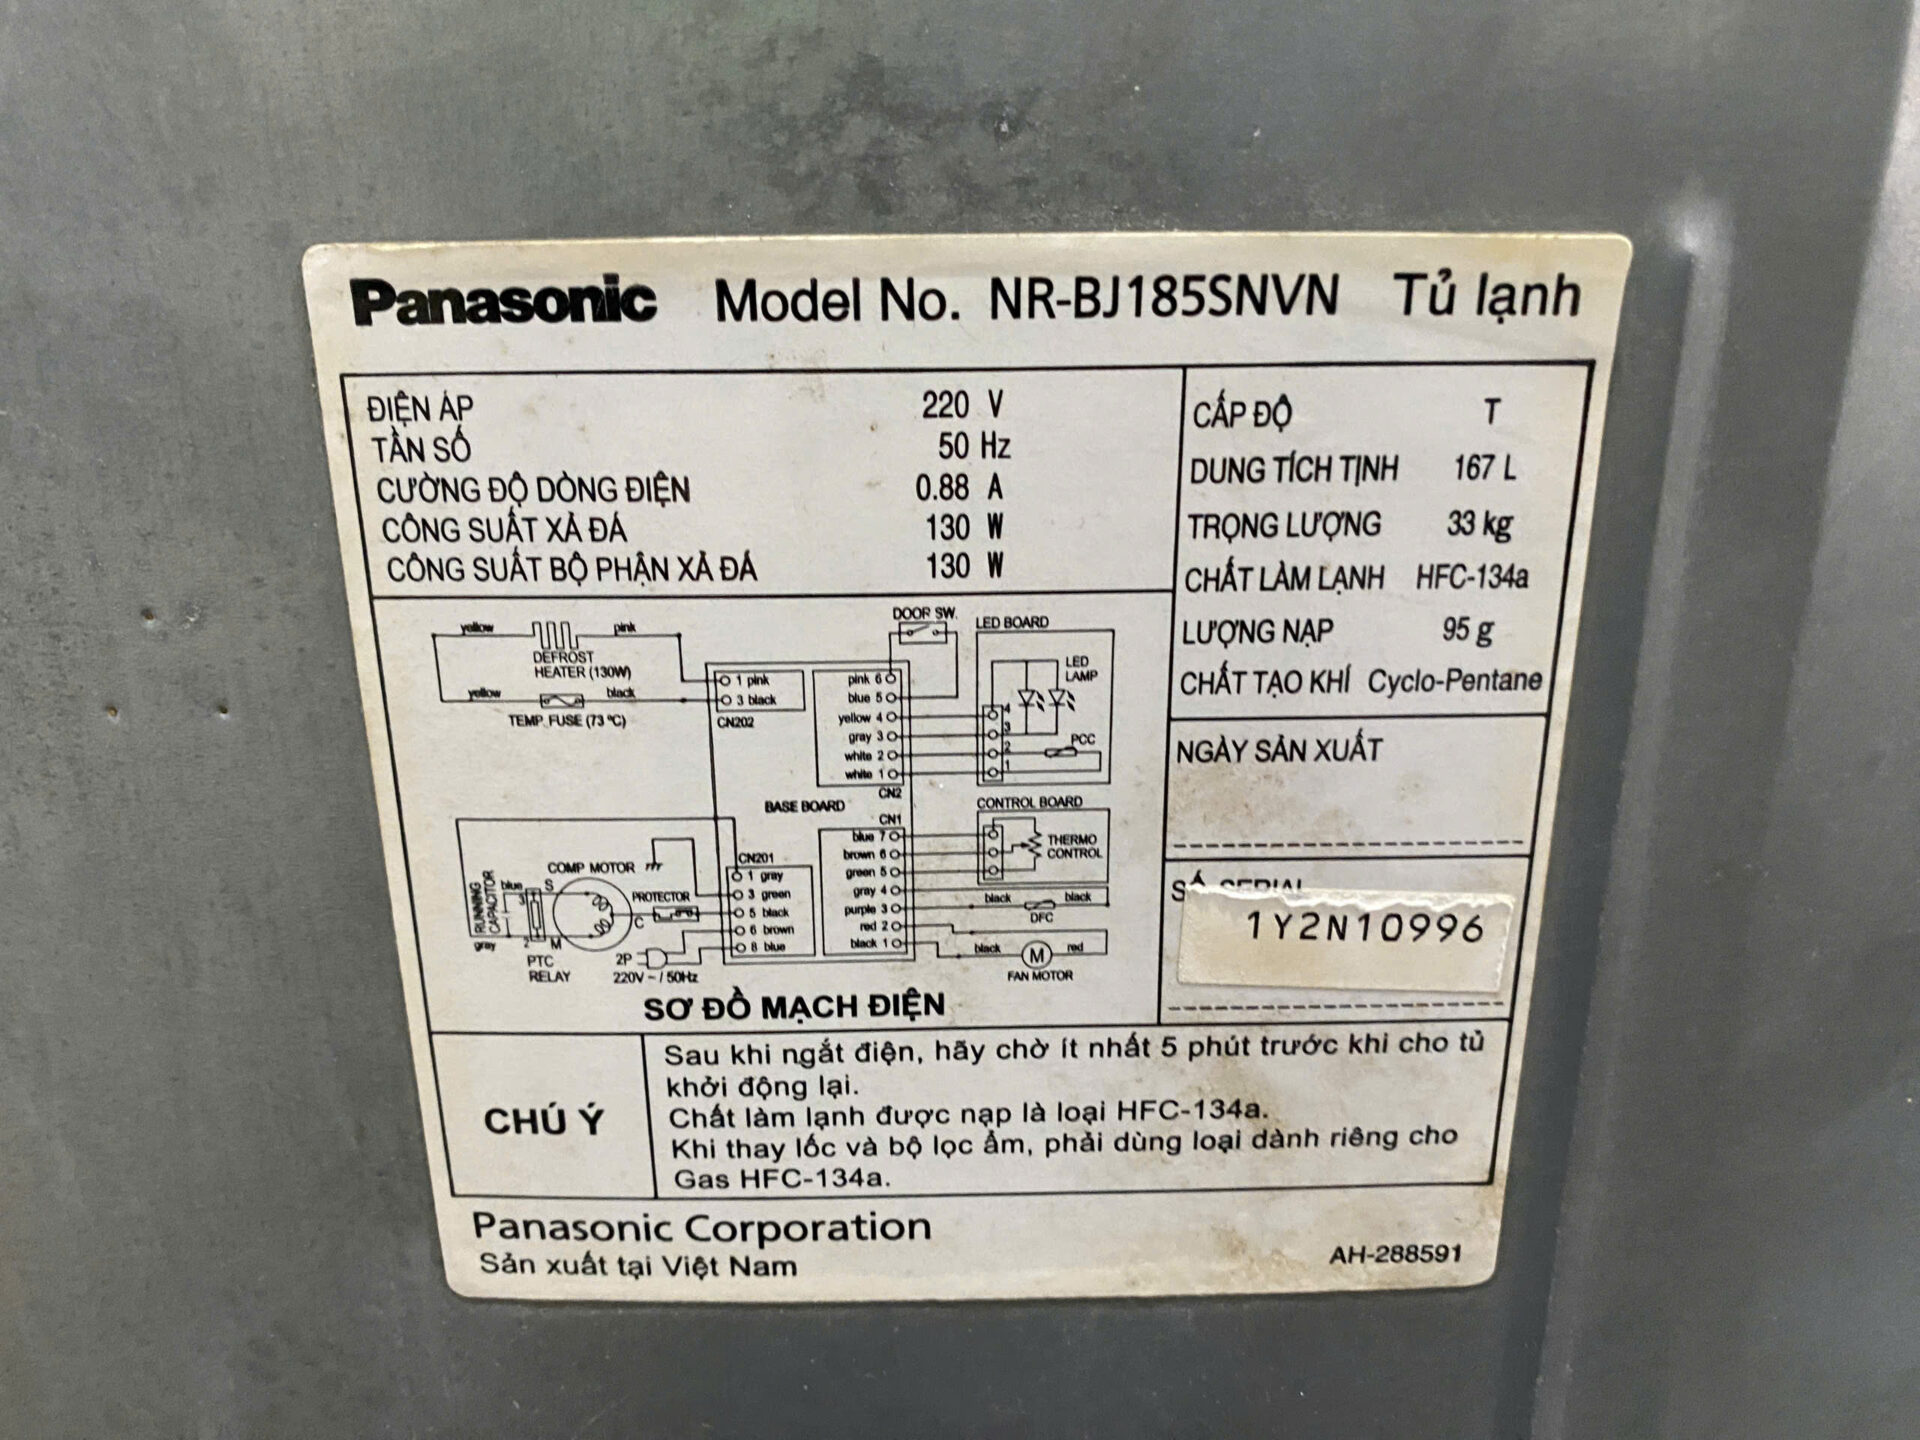 Panasonic Model No. NR-BJ185SNVN Tủ lạnh
ĐIỆN ÁP 220 V
TẦN SỐ 50 Hz
CƯỜNG ĐỘ DÒNG ĐIỆN 0.88 A
CÔNG SUẤT XẢ ĐÁ 130 W
CÔNG SUẤT BỘ PHẬN XẢ ĐÁ 130 W
CẤP ĐỘ T
DUNG TÍCH TỊNH 167 L
TRỌNG LƯỢNG 33 kg
CHẤT LÀM LẠNH HFC-134a
LƯỢNG NẠP 95 g
CHẤT TẠO KHÍ Cyclo-Pentane
NGÀY SẢN XUẤT
SỐ SERIAL
1Y2N10996
yellow
pink
DEFROST
HEATER (130W)
yellow
black
TEMP. FUSE (73 ºC)
1 pink
3 black
CN202
DOOR SW.
pink 6
blue 5
yellow 4
gray 3
white 2
white 1
CN2
LED BOARD
LED
LAMP
4
3
2
1
PCC
BASE BOARD
CN1
blue 7
brown 6
green 5
gray 4
purple 3
red 2
black 1
CONTROL BOARD
THERMO
CONTROL
black
black
DFC
black
red
M
FAN MOTOR
CN201
1 gray
3 green
5 black
6 brown
8 blue
COMP MOTOR
RUNNING
CAPACITOR
blue
S
3
PROTECTOR
C
gray
2
M
PTC
RELAY
2P
220V ~ / 50Hz
SƠ ĐỒ MẠCH ĐIỆN
CHÚ Ý
Sau khi ngắt điện, hãy chờ ít nhất 5 phút trước khi cho tủ
khởi động lại.
Chất làm lạnh được nạp là loại HFC-134a.
Khi thay lốc và bộ lọc ẩm, phải dùng loại dành riêng cho
Gas HFC-134a.
Panasonic Corporation
Sản xuất tại Việt Nam
AH-288591